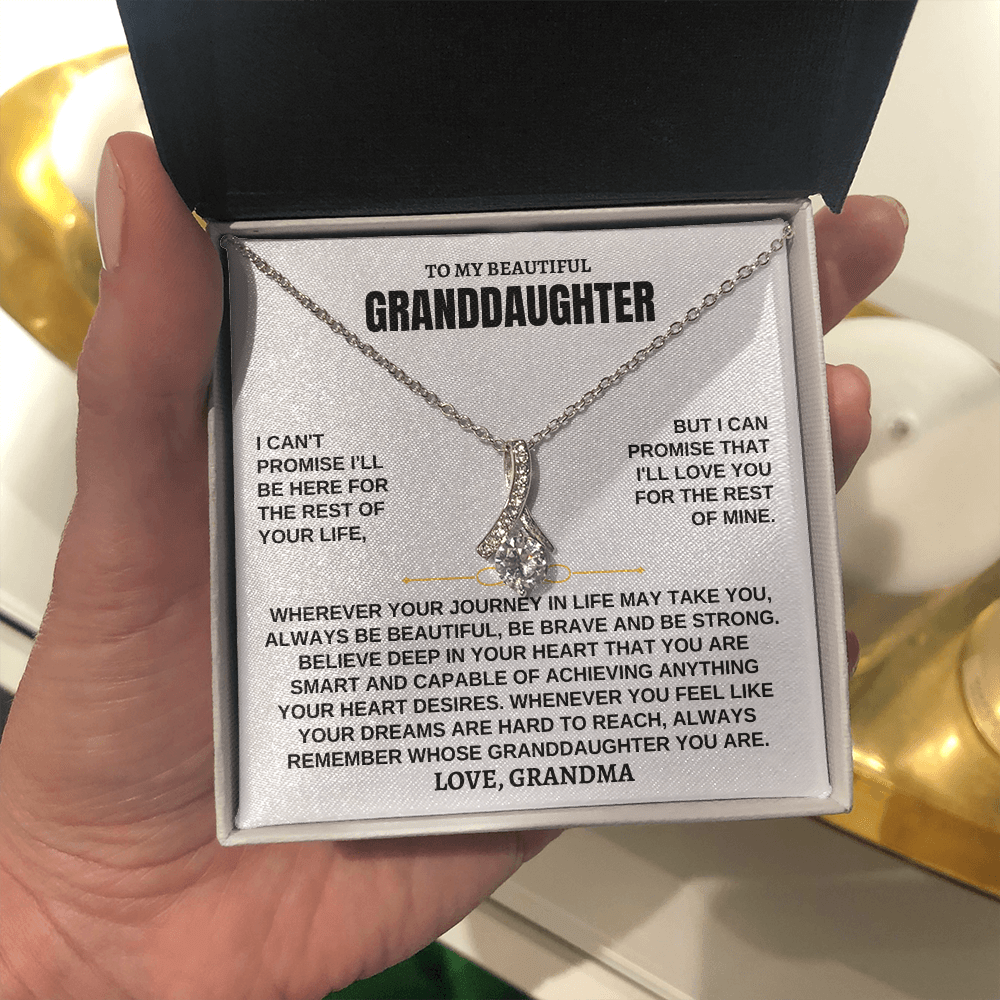 TO MY BEAUTIFUL
GRANDDAUGHTER
I CAN'T
PROMISE I'LL
BE HERE FOR
THE REST OF
YOUR LIFE,
BUT I CAN
PROMISE THAT
I'LL LOVE YOU
FOR THE REST
OF MINE.
WHEREVER YOUR JOURNEY IN LIFE MAY TAKE YOU,
ALWAYS BE BEAUTIFUL, BE BRAVE AND BE STRONG.
BELIEVE DEEP IN YOUR HEART THAT YOU ARE
SMART AND CAPABLE OF ACHIEVING ANYTHING
YOUR HEART DESIRES. WHENEVER YOU FEEL LIKE
YOUR DREAMS ARE HARD TO REACH, ALWAYS
REMEMBER WHOSE GRANDDAUGHTER YOU ARE.
LOVE, GRANDMA